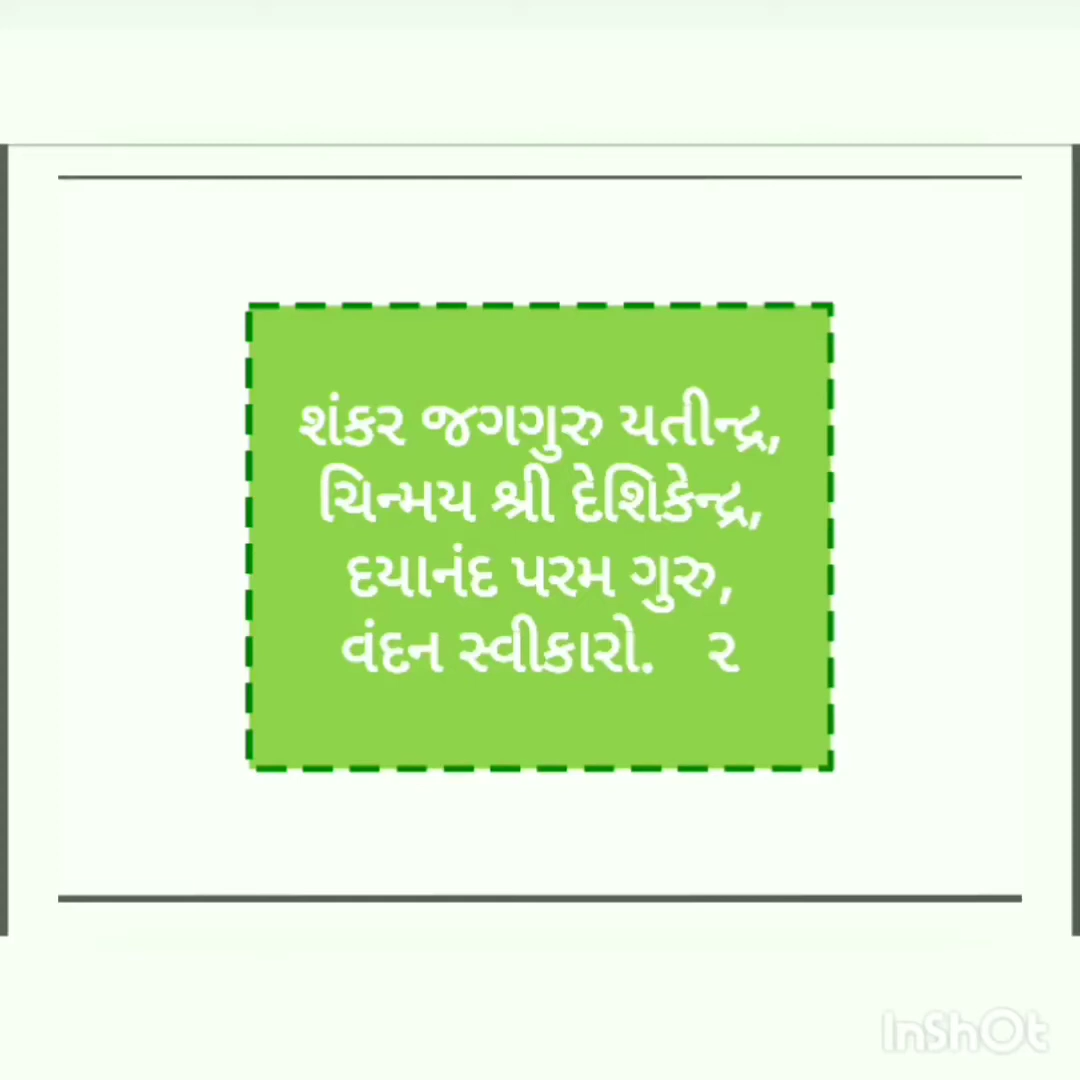 શંકર જગગુરુ યતીન્દ્ર,
ચિન્મય શ્રી દેશિકેન્દ્ર,
દયાનંદ પરમ ગુરુ,
વંદન સ્વીકારો. ૨
InShOt